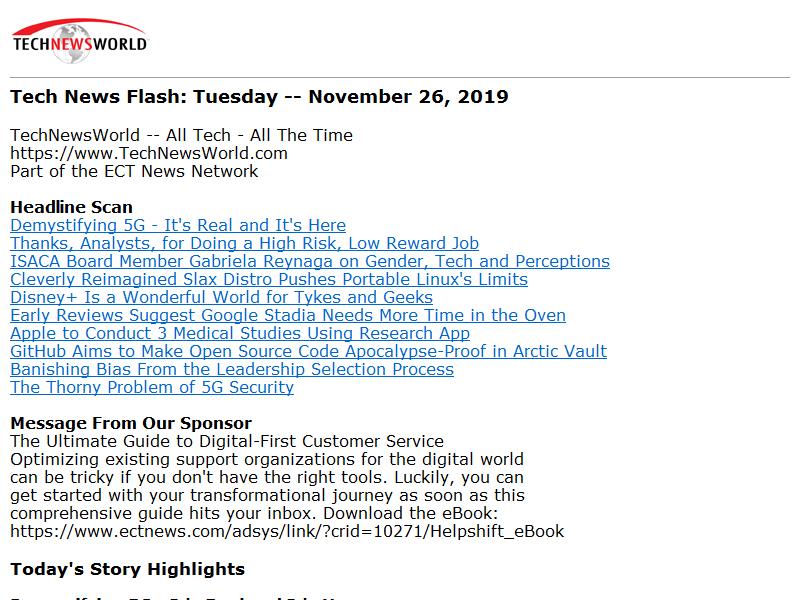 TECHNEWSWORLD
Tech News Flash: Tuesday -- November 26, 2019
TechNewsWorld -- All Tech - All The Time
https://www.TechNewsWorld.com
Part of the ECT News Network
Headline Scan
Demystifying 5G - It's Real and It's Here
Thanks, Analysts, for Doing a High Risk, Low Reward Job
ISACA Board Member Gabriela Reynaga on Gender, Tech and Perceptions
Cleverly Reimagined Slax Distro Pushes Portable Linux's Limits
Disney+ Is a Wonderful World for Tykes and Geeks
Early Reviews Suggest Google Stadia Needs More Time in the Oven
Apple to Conduct 3 Medical Studies Using Research App
GitHub Aims to Make Open Source Code Apocalypse-Proof in Arctic Vault
Banishing Bias From the Leadership Selection Process
The Thorny Problem of 5G Security
Message From Our Sponsor
The Ultimate Guide to Digital-First Customer Service
Optimizing existing support organizations for the digital world
can be tricky if you don't have the right tools. Luckily, you can
get started with your transformational journey as soon as this
comprehensive guide hits your inbox. Download the eBook:
https://www.ectnews.com/adsys/link/?crid=10271/Helpshift_eBook
Today's Story Highlights